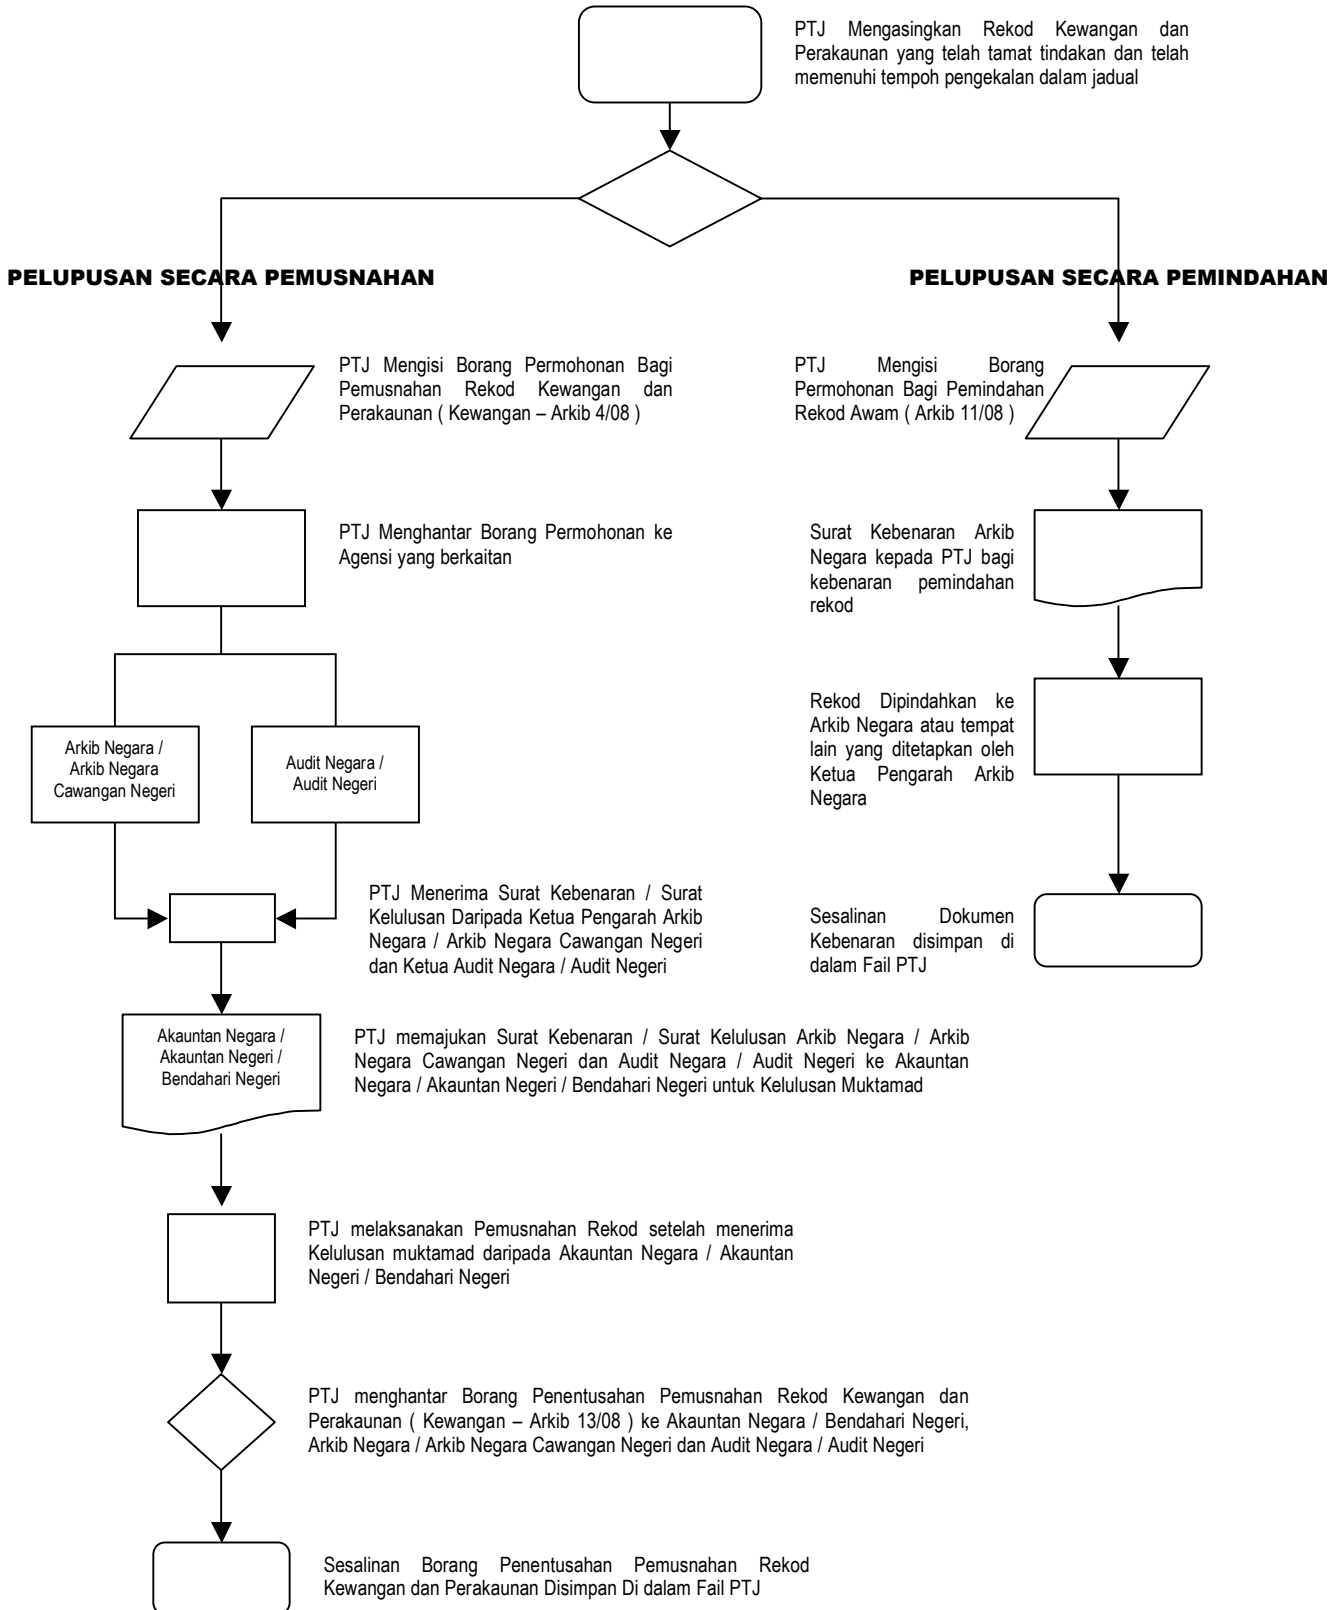 PTJ Mengasingkan Rekod Kewangan dan
Perakaunan yang telah tamat tindakan dan telah
memenuhi tempoh pengekalan dalam jadual
PELUPUSAN SECARA PEMUSNAHAN
PELUPUSAN SECARA PEMINDAHAN
PTJ Mengisi Borang Permohonan Bagi
Pemusnahan Rekod Kewangan dan
Perakaunan ( Kewangan – Arkib 4/08 )
PTJ Menghantar Borang Permohonan ke
Agensi yang berkaitan
Arkib Negara /
Arkib Negara
Cawangan Negeri
Audit Negara /
Audit Negeri
PTJ Menerima Surat Kebenaran / Surat
Kelulusan Daripada Ketua Pengarah Arkib
Negara / Arkib Negara Cawangan Negeri
dan Ketua Audit Negara / Audit Negeri
Akauntan Negara /
Akauntan Negeri /
Bendahari Negeri
PTJ memajukan Surat Kebenaran / Surat Kelulusan Arkib Negara / Arkib
Negara Cawangan Negeri dan Audit Negara / Audit Negeri ke Akauntan
Negara / Akauntan Negeri / Bendahari Negeri untuk Kelulusan Muktamad
PTJ melaksanakan Pemusnahan Rekod setelah menerima
Kelulusan muktamad daripada Akauntan Negara / Akauntan
Negeri / Bendahari Negeri
PTJ menghantar Borang Penentusahan Pemusnahan Rekod Kewangan dan
Perakaunan ( Kewangan – Arkib 13/08 ) ke Akauntan Negara / Bendahari Negeri,
Arkib Negara / Arkib Negara Cawangan Negeri dan Audit Negara / Audit Negeri
Sesalinan Borang Penentusahan Pemusnahan Rekod
Kewangan dan Perakaunan Disimpan Di dalam Fail PTJ
PTJ Mengisi Borang
Permohonan Bagi Pemindahan
Rekod Awam ( Arkib 11/08 )
Surat Kebenaran Arkib
Negara kepada PTJ bagi
kebenaran pemindahan
rekod
Rekod Dipindahkan ke
Arkib Negara atau tempat
lain yang ditetapkan oleh
Ketua Pengarah Arkib
Negara
Sesalinan Dokumen
Kebenaran disimpan di
dalam Fail PTJ